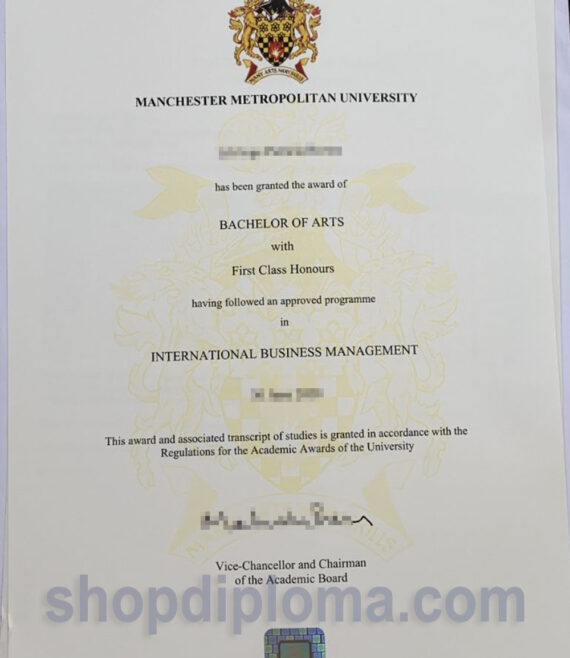 MANCHESTER METROPOLITAN UNIVERSITY
has been granted the award of
BACHELOR OF ARTS
with
First Class Honours
having followed an approved programme
in
INTERNATIONAL BUSINESS MANAGEMENT
This award and associated transcript of studies is granted in accordance with the
Regulations for the Academic Awards of the University
Vice-Chancellor and Chairman
of the Academic Board
shopdiploma.com